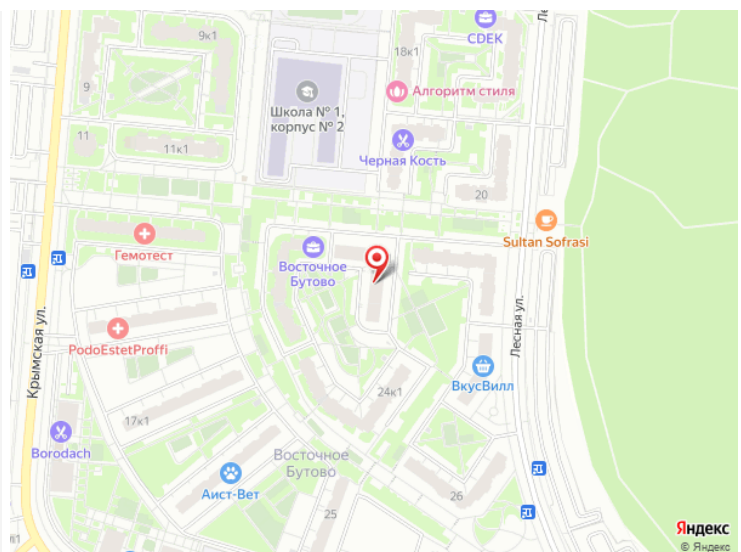 9к1
CDEK
18к1
9
Алгоритм стиля
Школа № 1,
корпус № 2
11
11к1
Черная Кость
20
Гемотест
Sultan Sofrasi
Восточное
Бутово
Крымская ул.
Лесная ул.
PodoEstetProffi
ВкусВилл
24к1
17к1
Borodach
Восточное
Бутово
Аист-Вет
26
25
Яндекс
© Яндекс